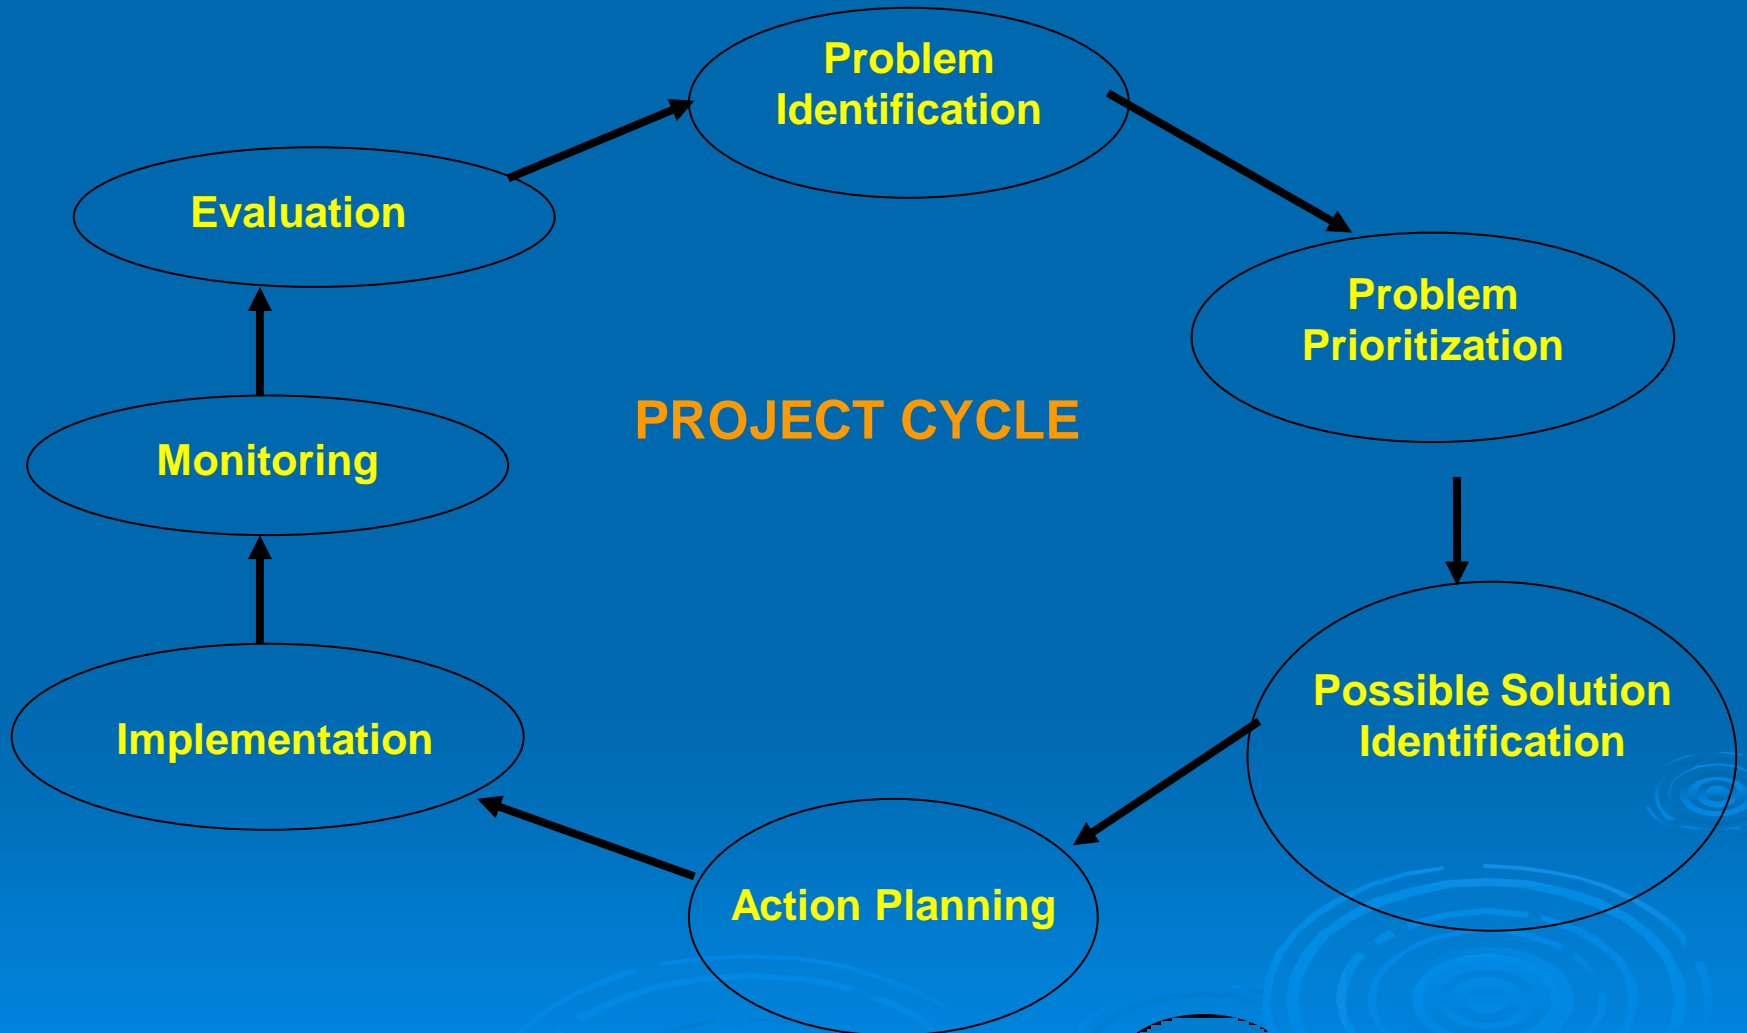 Problem
Identification
Evaluation
Problem
Prioritization
PROJECT CYCLE
Monitoring
Possible Solution
Identification
Implementation
Action Planning